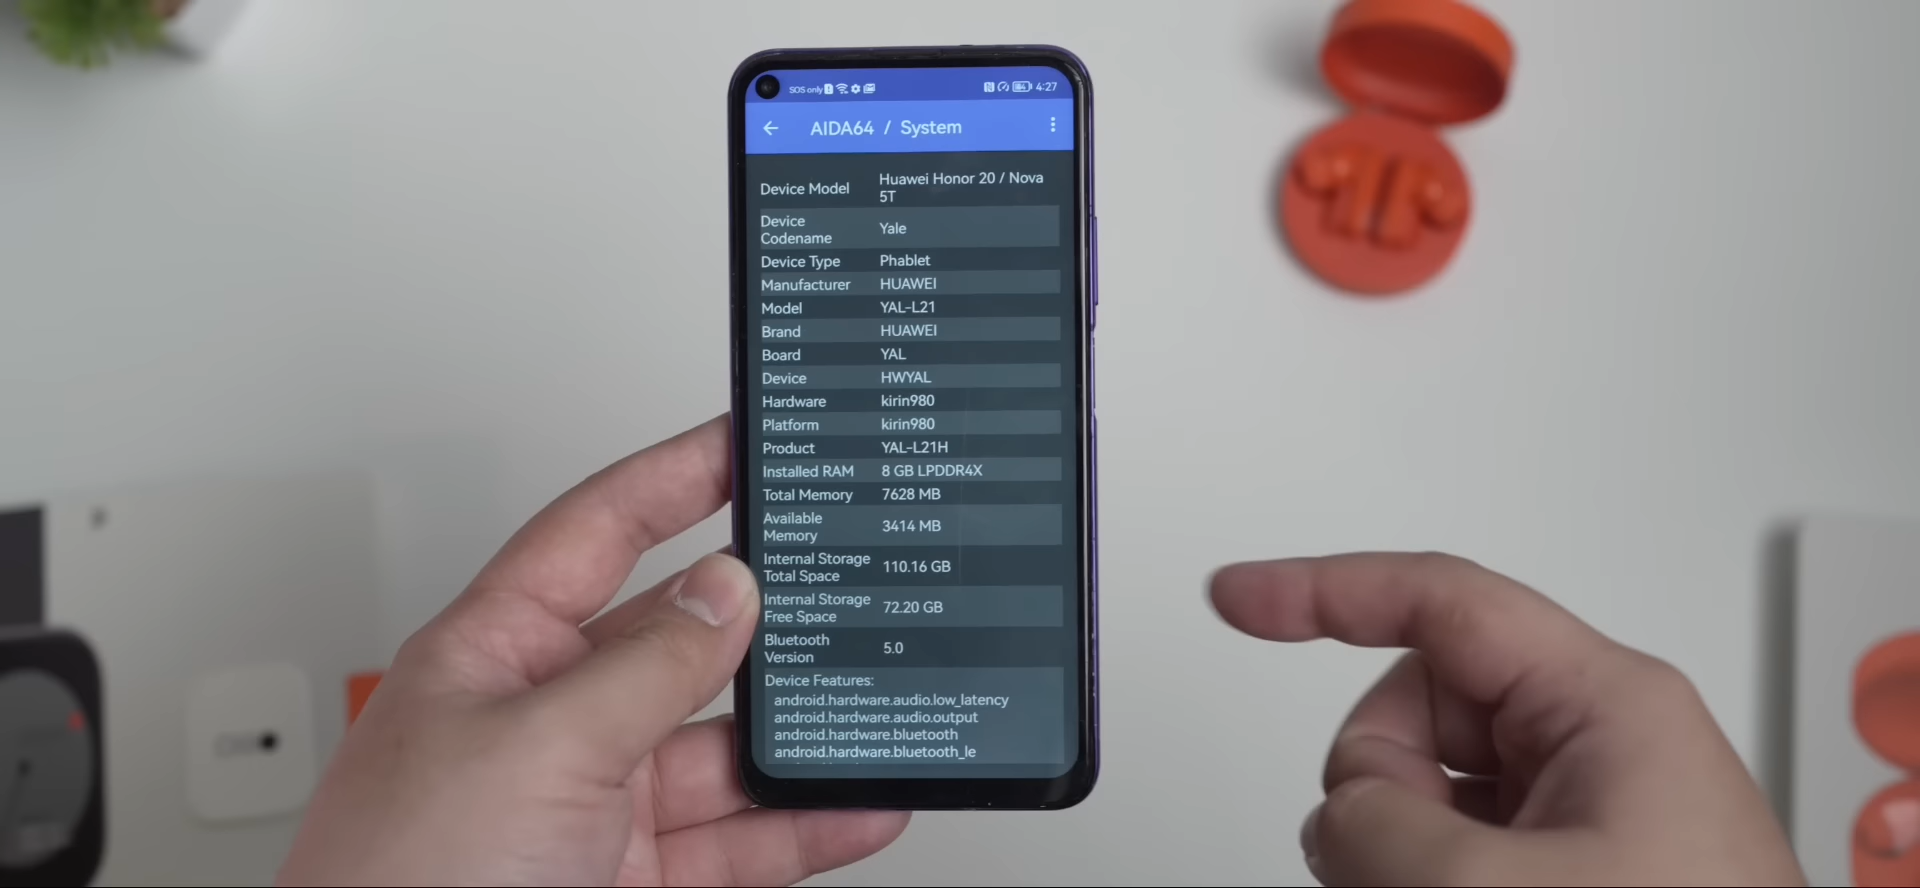 SOS only 4:27
AIDA64 / System
Device Model Huawei Honor 20 / Nova
5T
Device
Codename Yale
Device Type Phablet
Manufacturer HUAWEI
Model YAL-L21
Brand HUAWEI
Board YAL
Device HWYAL
Hardware kirin980
Platform kirin980
Product YAL-L21H
Installed RAM 8 GB LPDDR4X
Total Memory 7628 MB
Available
Memory 3414 MB
Internal Storage
Total Space 110.16 GB
Internal Storage
Free Space 72.20 GB
Bluetooth
Version 5.0
Device Features:
android.hardware.audio.low_latency
android.hardware.audio.output
android.hardware.bluetooth
android.hardware.bluetooth_le